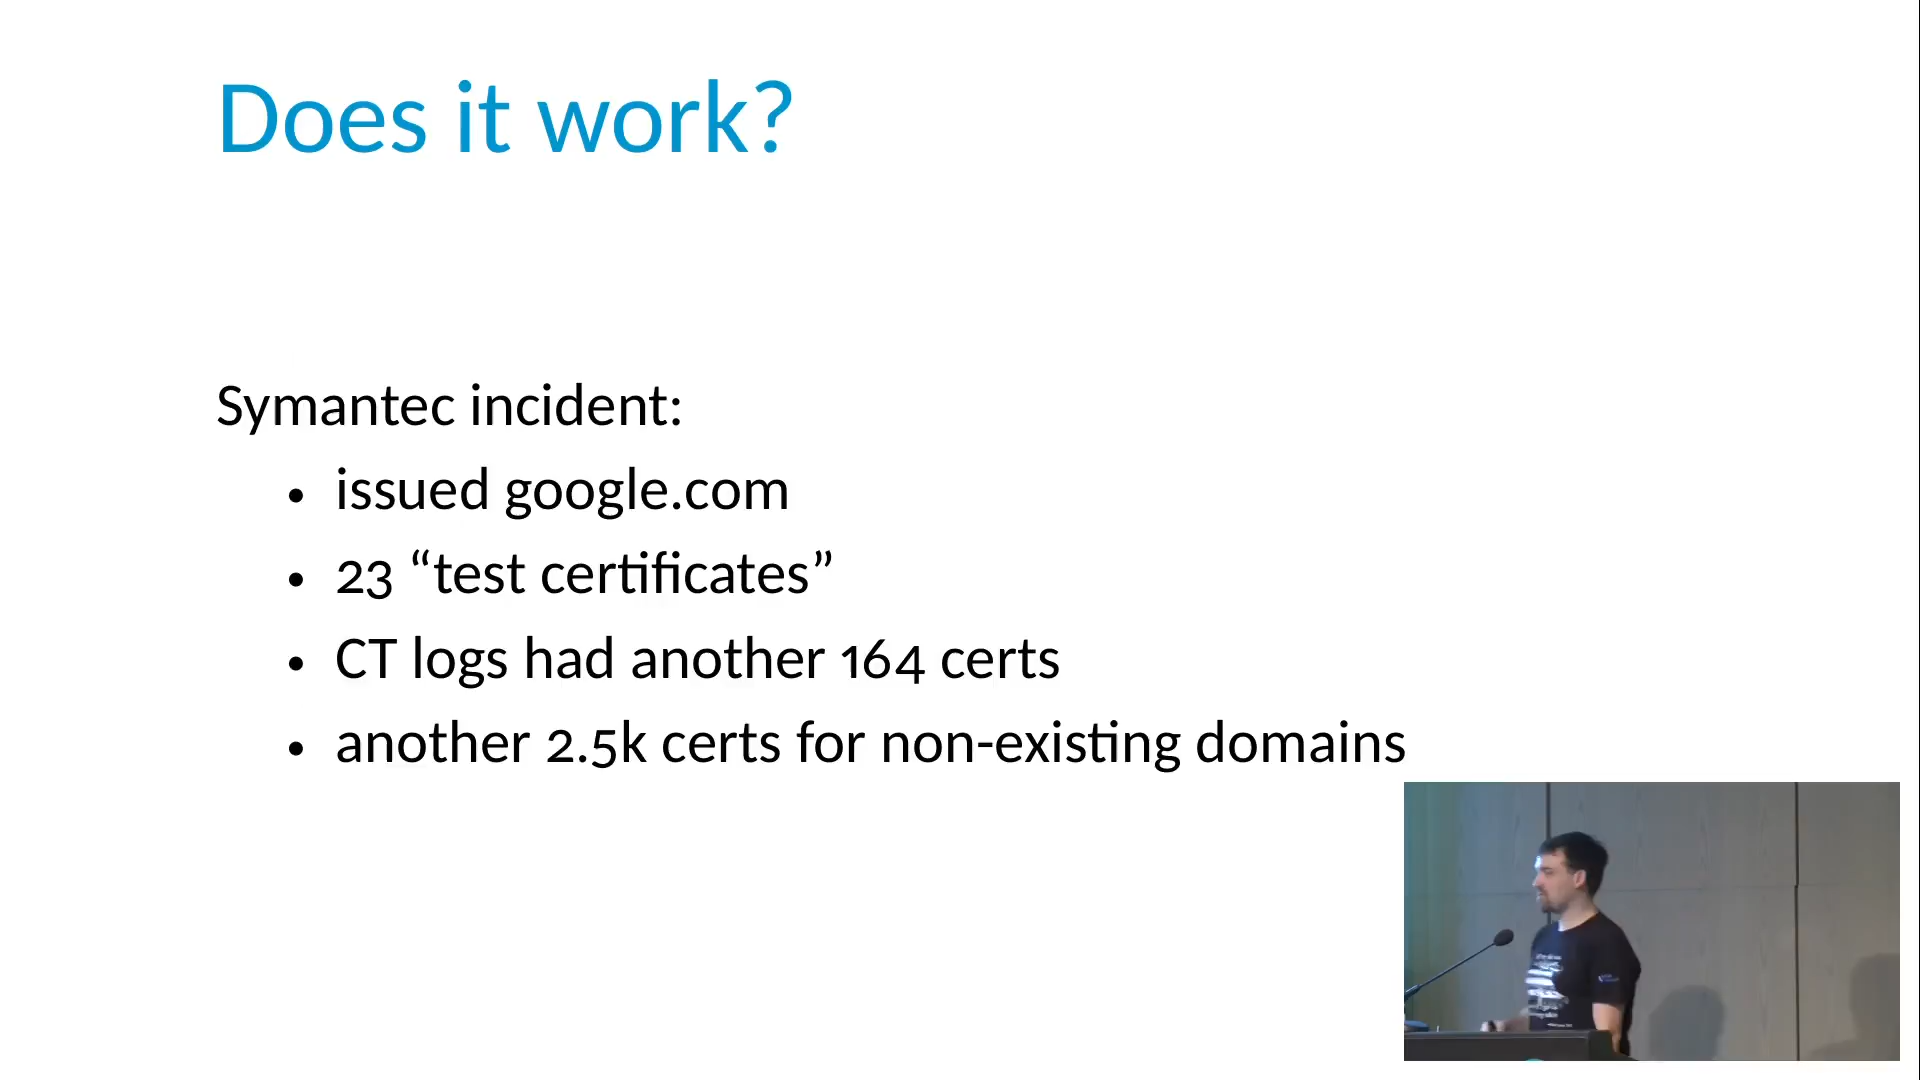 Does it work?
Symantec incident:
• issued google.com
• 23 “test certificates”
• CT logs had another 164 certs
• another 2.5k certs for non-existing domains